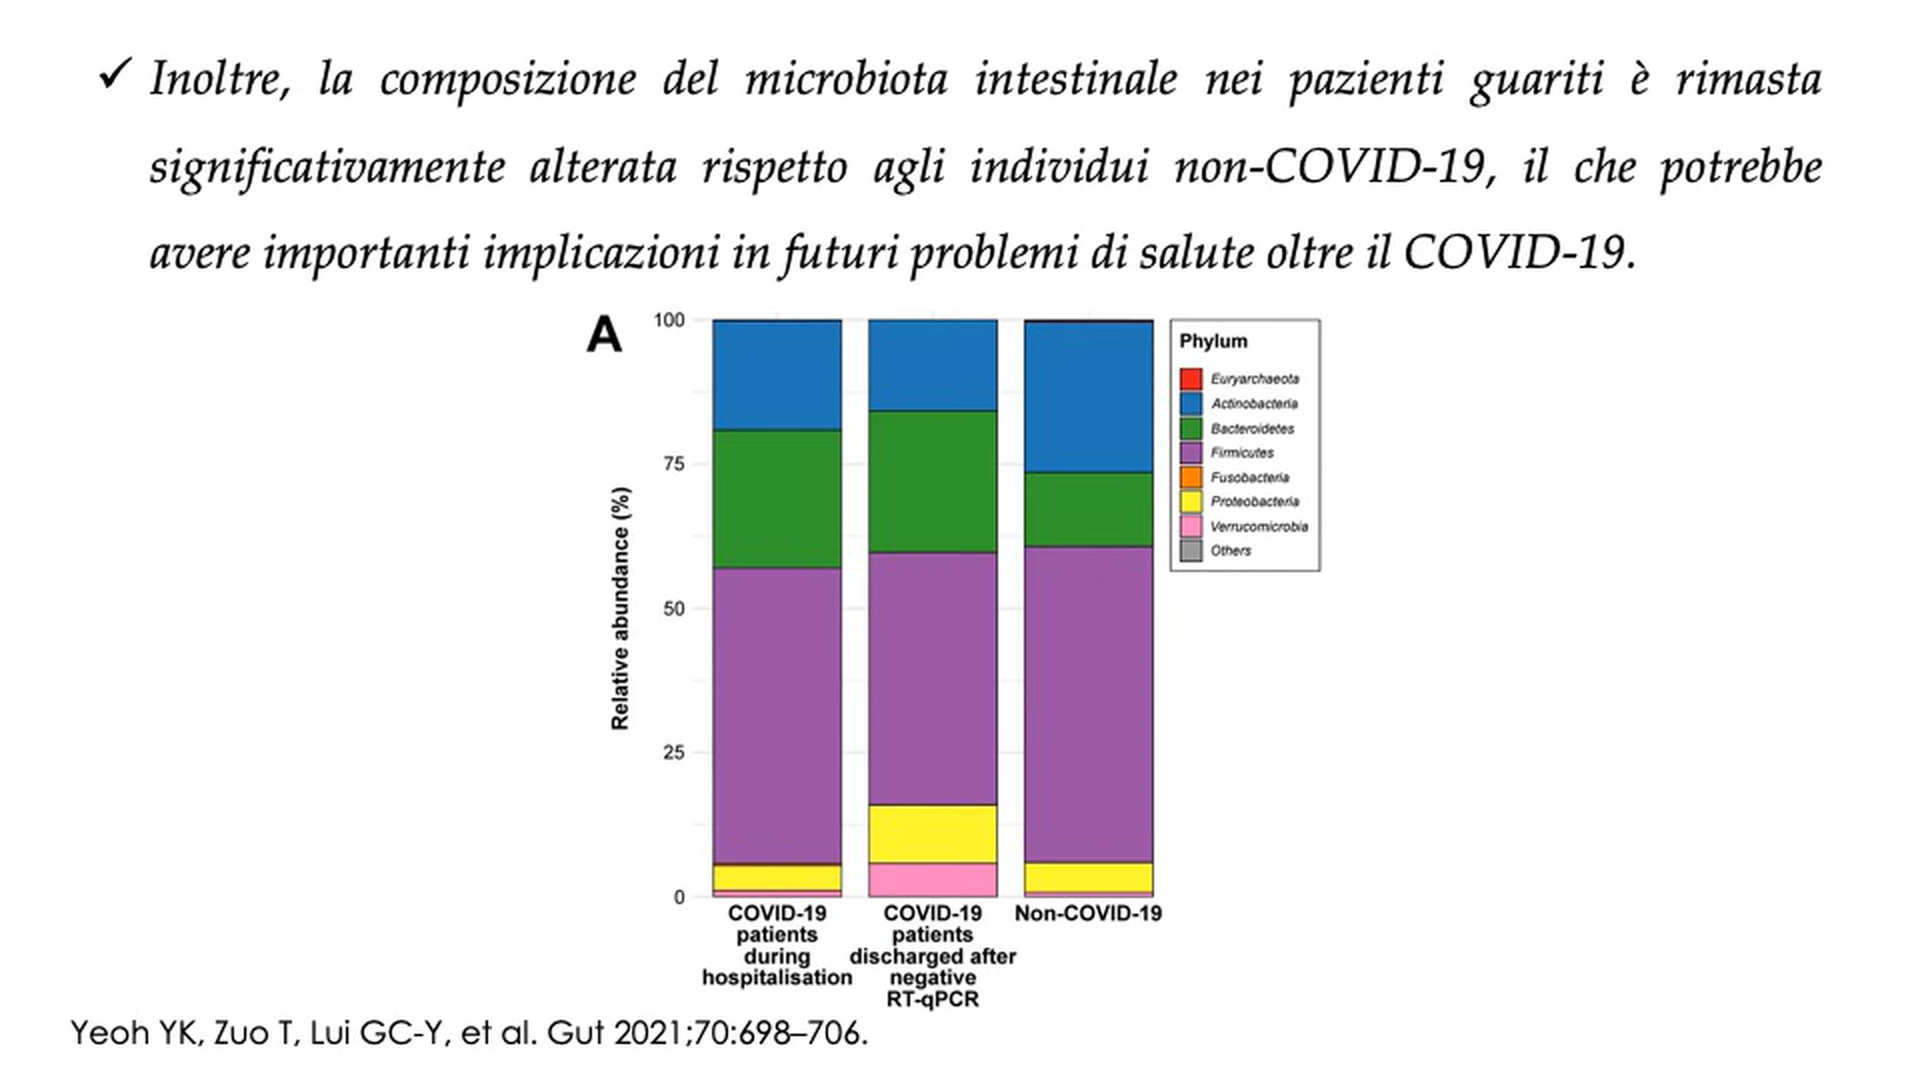 ✓ Inoltre, la composizione del microbiota intestinale nei pazienti guariti è rimasta
significativamente alterata rispetto agli individui non-COVID-19, il che potrebbe
avere importanti implicazioni in futuri problemi di salute oltre il COVID-19.
A
Relative abundance (%)
100
75
50
25
0
COVID-19
patients
during
hospitalisation
COVID-19
patients
discharged after
negative
RT-qPCR
Non-COVID-19
Phylum
Euryarchaeota
Actinobacteria
Bacteroidetes
Firmicutes
Fusobacteria
Proteobacteria
Verrucomicrobia
Others
Yeoh YK, Zuo T, Lui GC-Y, et al. Gut 2021;70:698–706.